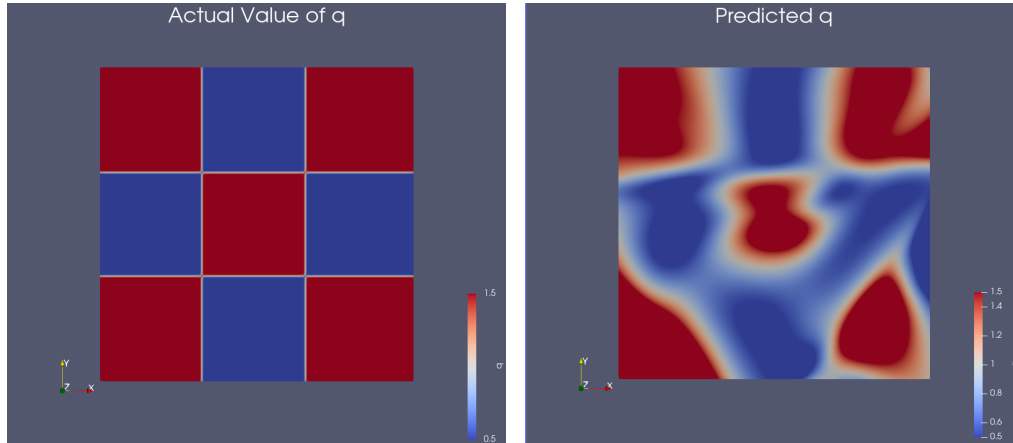 Actual Value of q
1.5
q
0.5
Y
Z
X
Predicted q
1.5
1.4
1.2
1
0.8
0.6
0.5
Y
Z
X